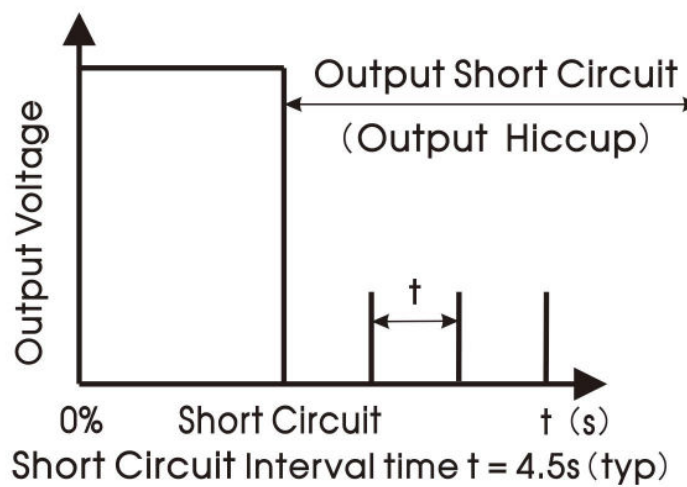 Output Short Circuit
(Output Hiccup)
Output Voltage
t
0% Short Circuit t (s)
Short Circuit Interval time t = 4.5s (typ)